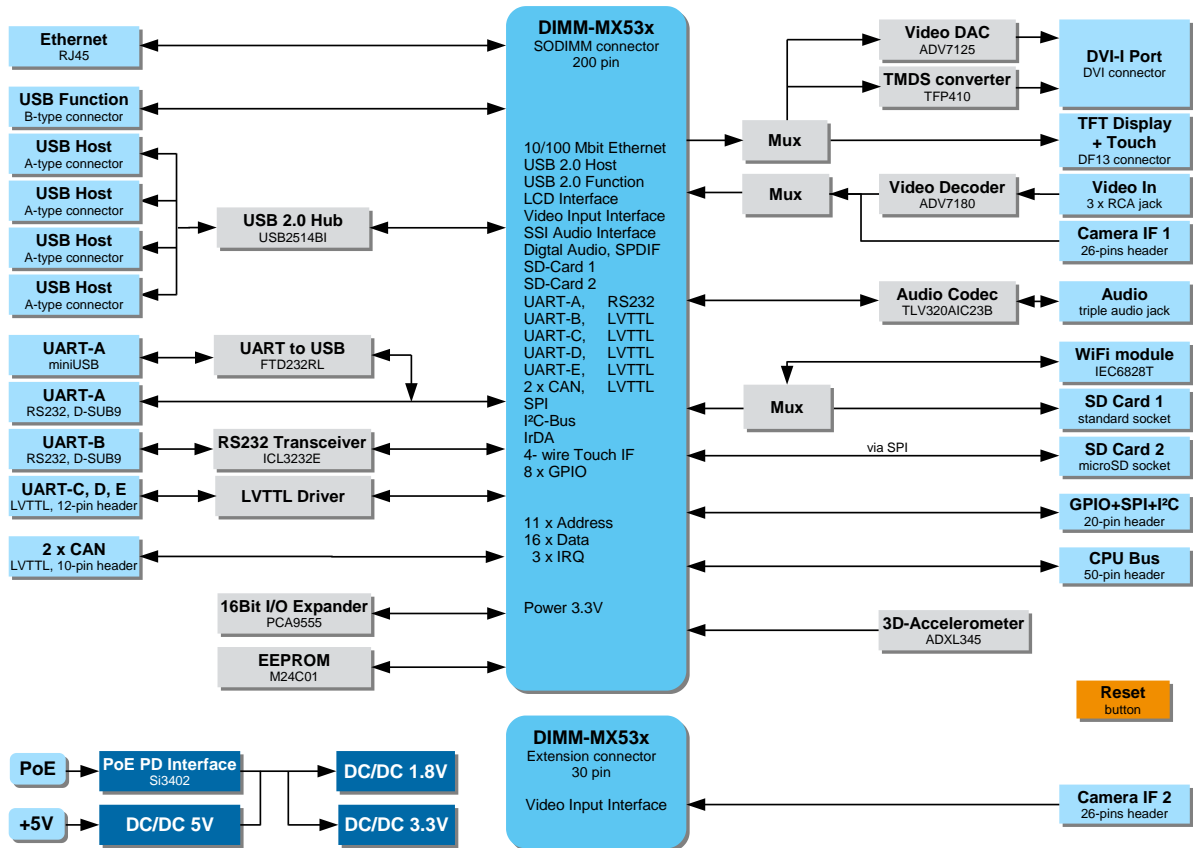 Ethernet
RJ45
USB Function
B-type connector
USB Host
A-type connector
USB Host
A-type connector
USB Host
A-type connector
USB Host
A-type connector
USB 2.0 Hub
USB2514BI
UART-A
miniUSB
UART to USB
FTD232RL
UART-A
RS232, D-SUB9
UART-B
RS232, D-SUB9
RS232 Transceiver
ICL3232E
UART-C, D, E
LVTTL, 12-pin header
LVTTL Driver
2 x CAN
LVTTL, 10-pin header
16Bit I/O Expander
PCA9555
EEPROM
M24C01
DIMM-MX53x
SODIMM connector
200 pin
10/100 Mbit Ethernet
USB 2.0 Host
USB 2.0 Function
LCD Interface
Video Input Interface
SSI Audio Interface
Digtal Audio, SPDIF
SD-Card 1
SD-Card 2
UART-A, RS232
UART-B, LVTTL
UART-C, LVTTL
UART-D, LVTTL
UART-E, LVTTL
2 x CAN, LVTTL
SPI
I²C-Bus
IrDA
4- wire Touch IF
8 x GPIO
11 x Address
16 x Data
3 x IRQ
Power 3.3V
Video DAC
ADV7125
TMDS converter
TFP410
DVI-I Port
DVI connector
Mux
TFT Display
+ Touch
DF13 connector
Mux
Video Decoder
ADV7180
Video In
3 x RCA jack
Camera IF 1
26-pins header
Audio Codec
TLV320AIC23B
Audio
triple audio jack
WiFi module
IEC6828T
Mux
SD Card 1
standard socket
via SPI
SD Card 2
microSD socket
GPIO+SPI+I²C
20-pin header
CPU Bus
50-pin header
3D-Accelerometer
ADXL345
Reset
button
PoE
PoE PD Interface
Si3402
DC/DC 1.8V
+5V
DC/DC 5V
DC/DC 3.3V
DIMM-MX53x
Extension connector
30 pin
Video Input Interface
Camera IF 2
26-pins header